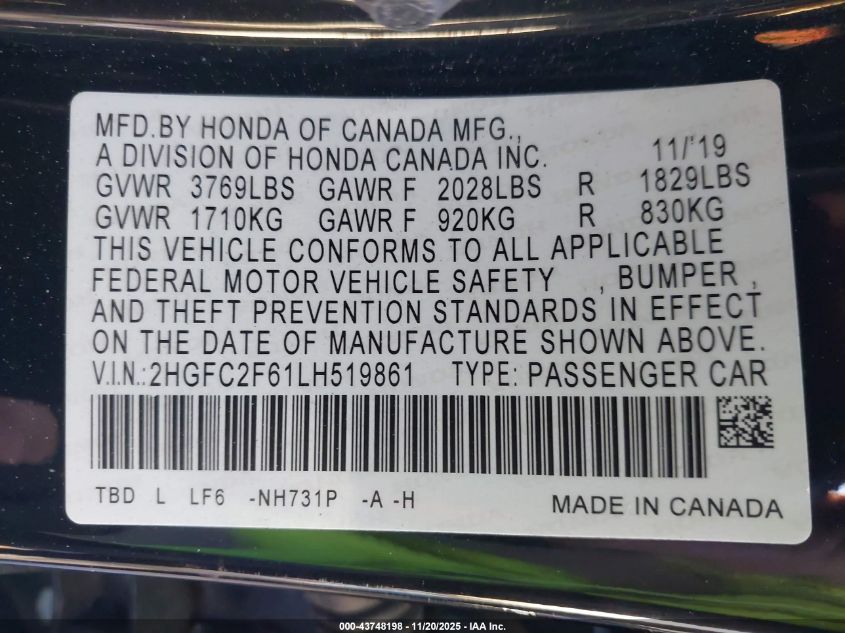 MFD.BY HONDA OF CANADA MFG.,
A DIVISION OF HONDA CANADA INC. 11/'19
GVWR 3769LBS GAWR F 2028LBS R 1829LBS
GVWR 1710KG GAWR F 920KG R 830KG
THIS VEHICLE CONFORMS TO ALL APPLICABLE
FEDERAL MOTOR VEHICLE SAFETY , BUMPER ,
AND THEFT PREVENTION STANDARDS IN EFFECT
ON THE DATE OF MANUFACTURE SHOWN ABOVE.
V.I.N.:2HGFC2F61LH519861 TYPE: PASSENGER CAR
TBD L LF6 -NH731P -A -H MADE IN CANADA
000-43748198 - 11/20/2025 - IAA Inc.